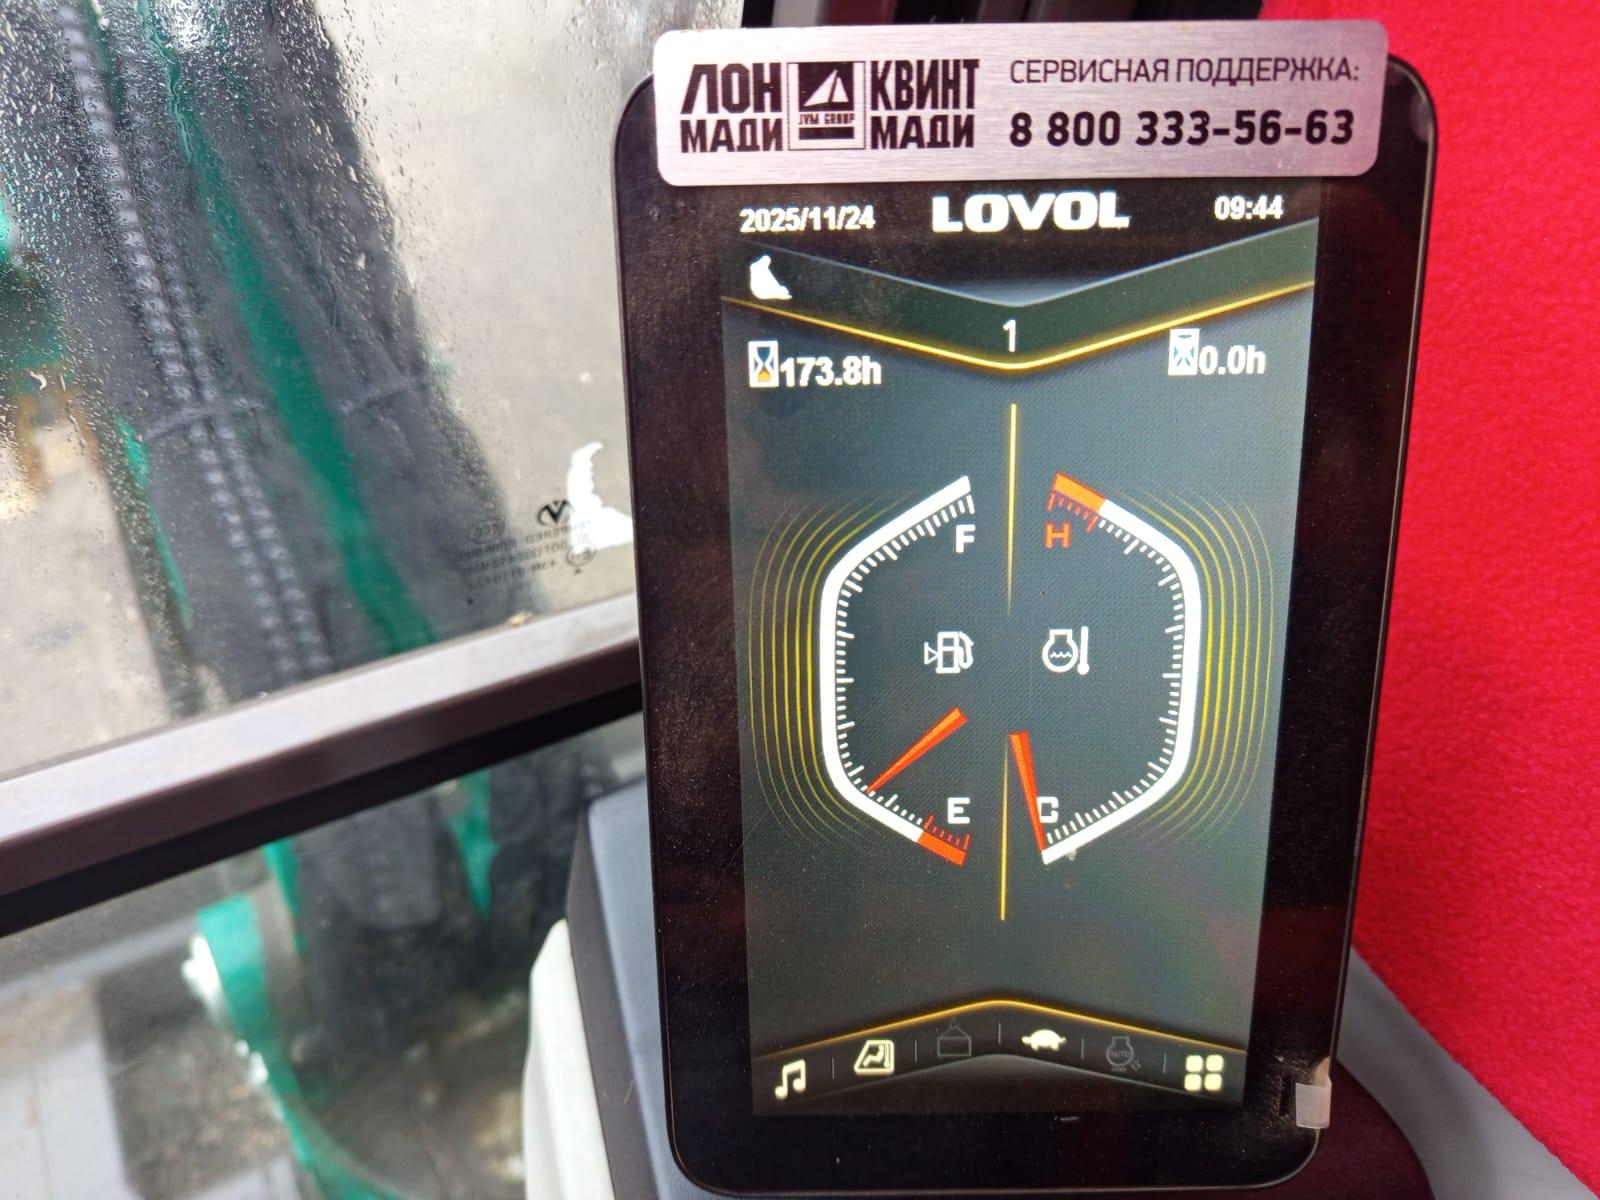 ЛОН МАДИ
JVM GROUP
КВИНТ МАДИ
СЕРВИСНАЯ ПОДДЕРЖКА:
8 800 333-56-63
2025/11/24 LOVOL 09:44
1
173.8h 0.0h
F H
E C
AUTO